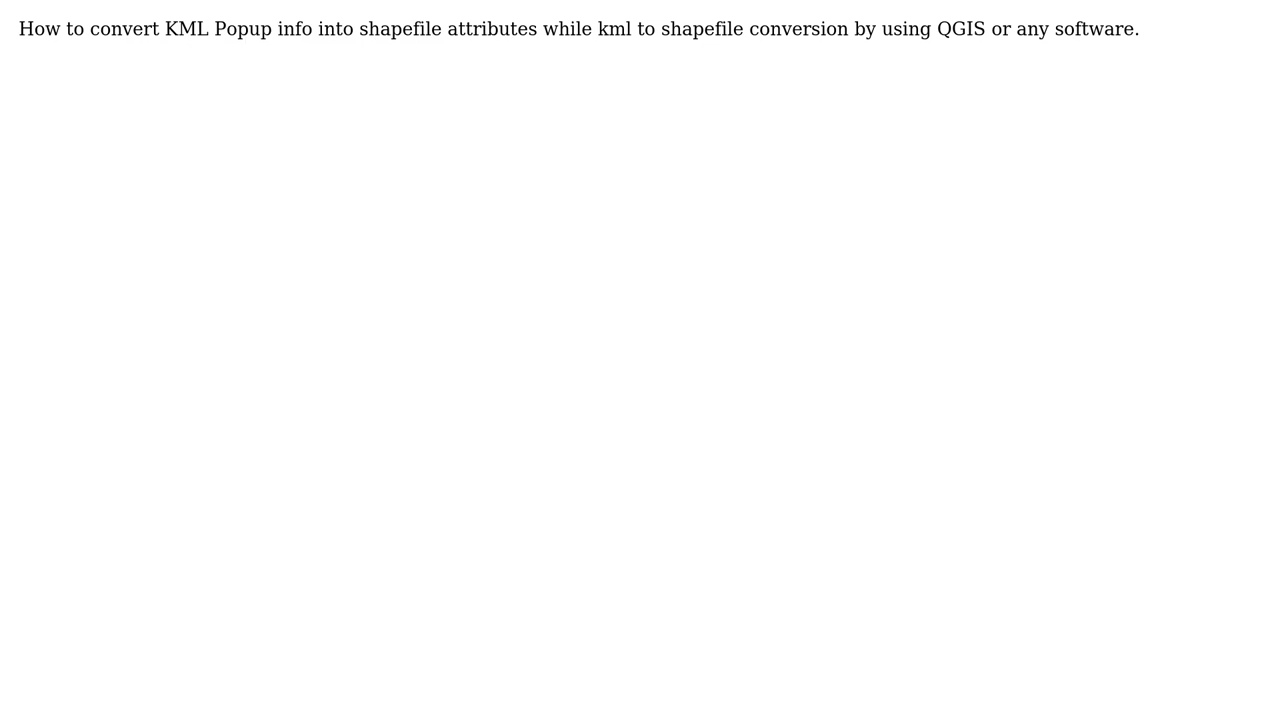 How to convert KML Popup info into shapefile attributes while kml to shapefile conversion by using QGIS or any software.